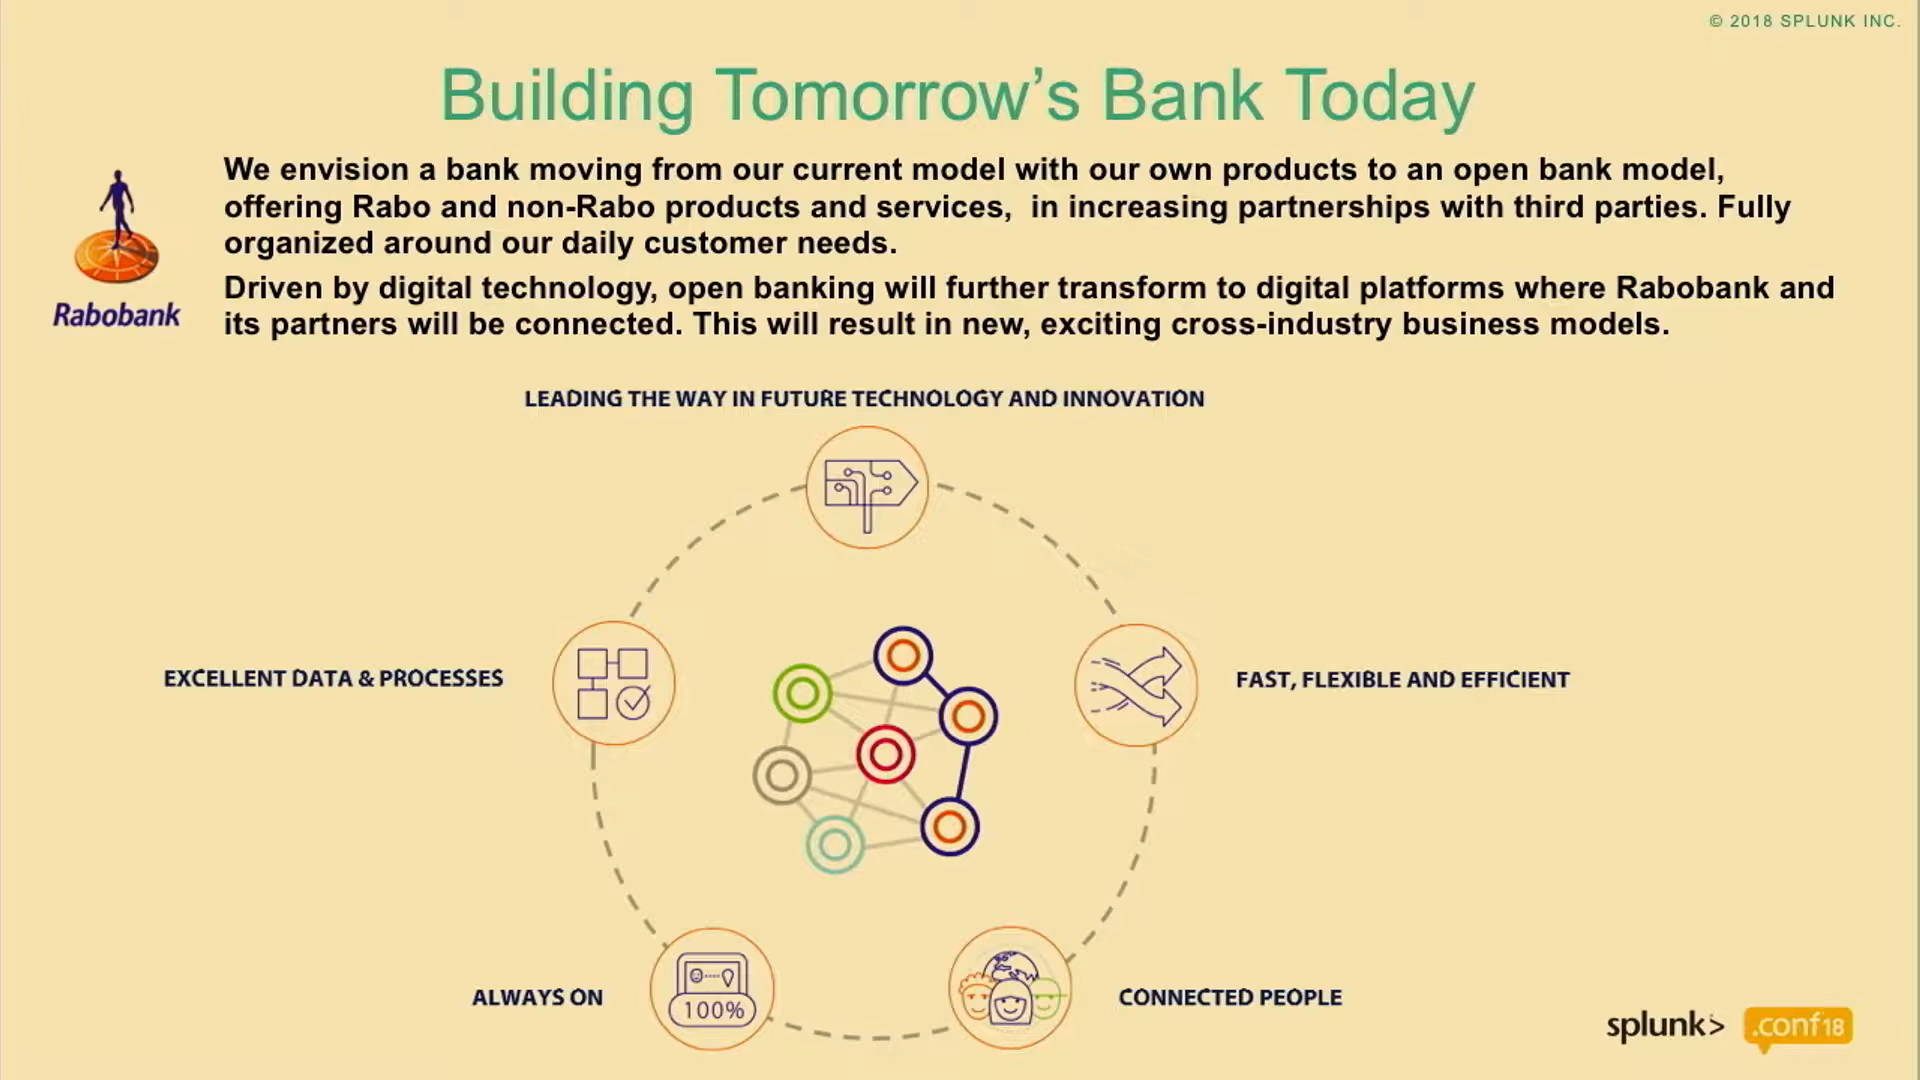 © 2018 SPLUNK INC.
Building Tomorrow's Bank Today
We envision a bank moving from our current model with our own products to an open bank model,
offering Rabo and non-Rabo products and services, in increasing partnerships with third parties. Fully
organized around our daily customer needs.
Driven by digital technology, open banking will further transform to digital platforms where Rabobank and
its partners will be connected. This will result in new, exciting cross-industry business models.
Rabobank
LEADING THE WAY IN FUTURE TECHNOLOGY AND INNOVATION
EXCELLENT DATA & PROCESSES
FAST, FLEXIBLE AND EFFICIENT
ALWAYS ON
100%
CONNECTED PEOPLE
splunk> .conf18